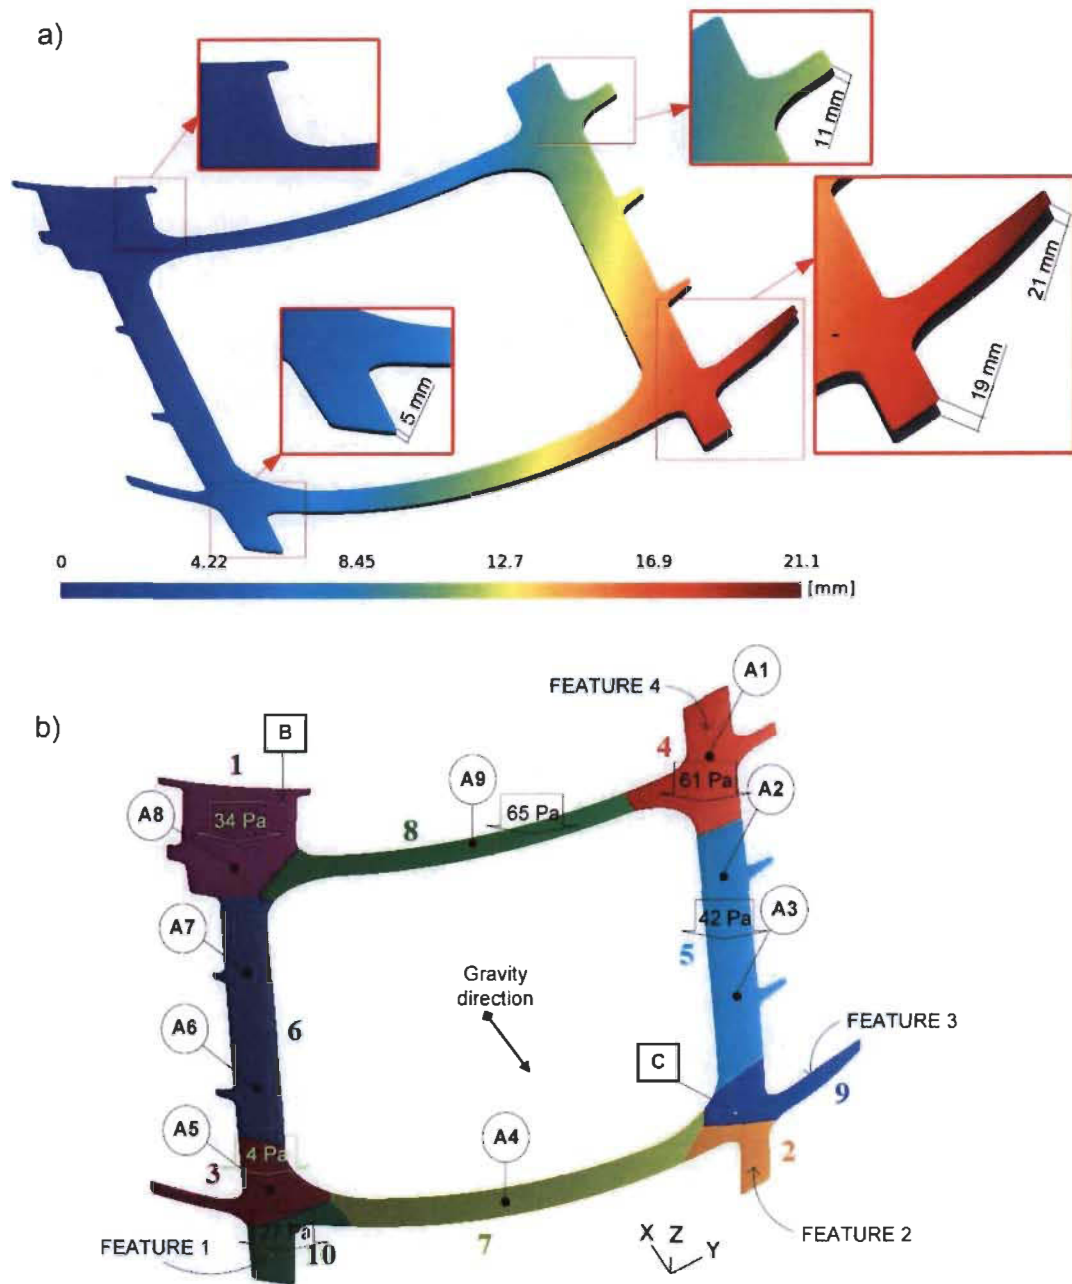 a)
11 mm
21 mm
19 mm
5 mm
0 4.22 8.45 12.7 16.9 21.1
[mm]
b)
A1
FEATURE 4
B
1
4
A9
61 Pa
A2
A8
34 Pa
65 Pa
8
A7
42 Pa
A3
5
Gravity
direction
6
FEATURE 3
A6
C
9
A5
4 Pa
A4
3
2
FEATURE 1
10
7
X Z Y
FEATURE 2